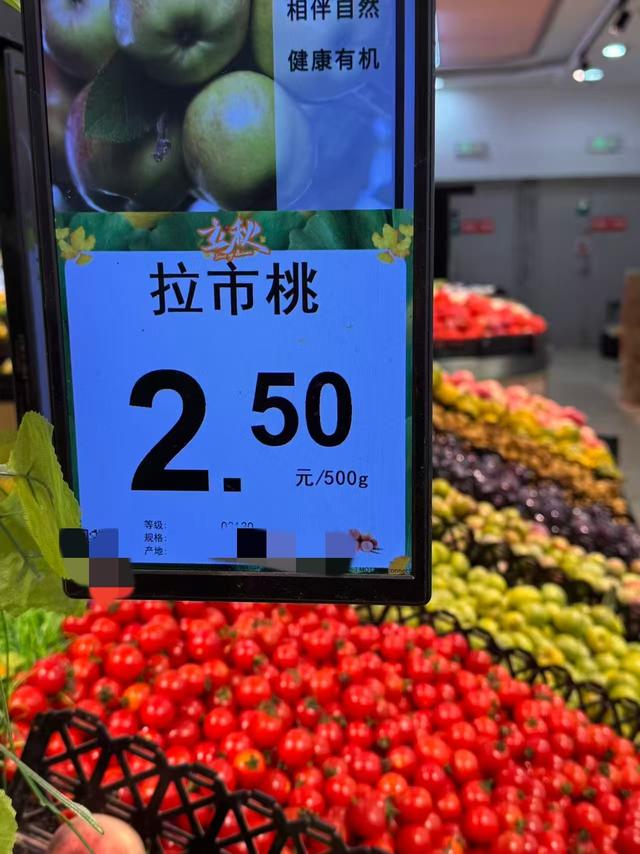 相伴自然
健康有机
立秋
拉市桃
2.50
元/500g
等级:
规格:
产地: